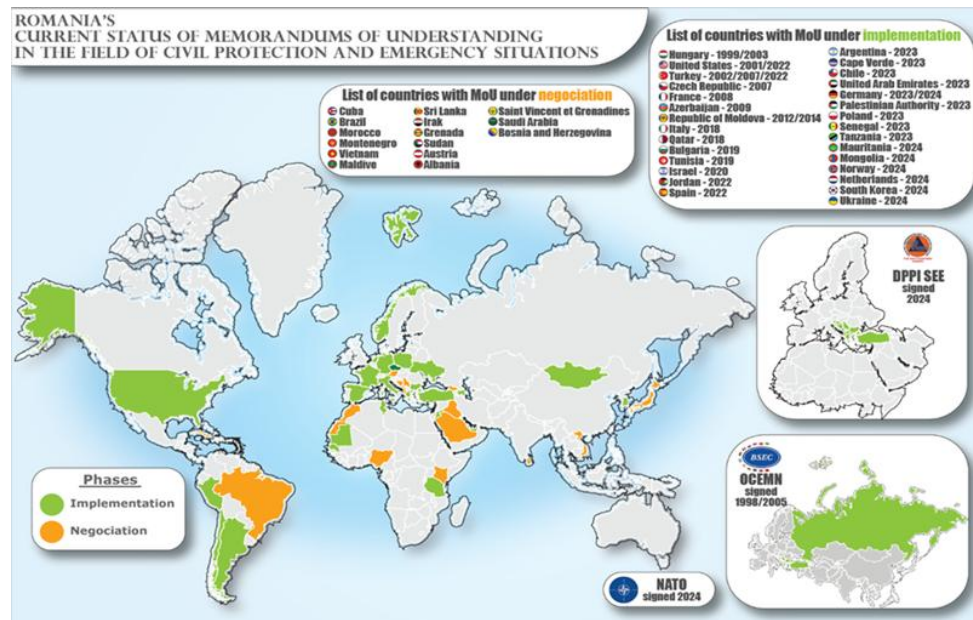 ROMANIA'S
CURRENT STATUS OF MEMORANDUMS OF UNDERSTANDING
IN THE FIELD OF CIVIL PROTECTION AND EMERGENCY SITUATIONS
List of countries with MoU under negociation
Cuba
Brazil
Morocco
Montenegro
Vietnam
Maldive
Sri Lanka
Irak
Grenada
Sudan
Austria
Albania
Saint Vincent et Grenadines
Saudi Arabia
Bosnia and Herzegovina
List of countries with MoU under implementation
Hungary - 1999/2003
United States - 2001/2022
Turkey - 2002/2007/2022
Czech Republic - 2007
France - 2008
Azerbaijan - 2009
Republic of Moldova - 2012/2014
Italy - 2018
Qatar - 2018
Bulgaria - 2019
Tunisia - 2019
Israel - 2020
Jordan - 2022
Spain - 2022
Argentina - 2023
Cape Verde - 2023
Chile - 2023
United Arab Emirates - 2023
Germany - 2023/2024
Palestinian Authority - 2023
Poland - 2023
Senegal - 2023
Tanzania - 2023
Mauritania - 2024
Mongolia - 2024
Norway - 2024
Netherlands - 2024
South Korea - 2024
Ukraine - 2024
DPPI SEE
signed
2024
Phases
Implementation
Negociation
BSEC
OCEMN
signed
1998/2005
NATO
signed 2024